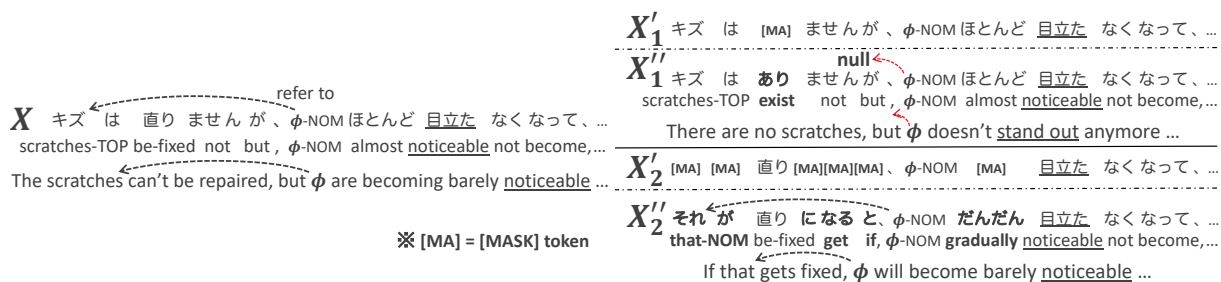 refer to
X キズ は 直り ません が 、 ϕ-NOM ほとんど 目立た なくなって、…
scratches-TOP be-fixed not but , ϕ-NOM almost noticeable not become,…
The scratches can't be repaired, but ϕ are becoming barely noticeable …
※ [MA] = [MASK] token
X′1 キズ は [MA] ませんが 、 ϕ-NOM ほとんど 目立た なくなって、…
null
X′′1 キズ は あり ませんが 、 ϕ-NOM ほとんど 目立た なくなって、…
scratches-TOP exist not but , ϕ-NOM almost noticeable not become,…
There are no scratches, but ϕ doesn't stand out anymore …
X′2 [MA] [MA] 直り [MA][MA][MA] 、 ϕ-NOM [MA] 目立た なくなって、…
X′′2 それ が 直り になる と、 ϕ-NOM だんだん 目立た なくなって、…
that-NOM be-fixed get if, ϕ-NOM gradually noticeable not become,…
If that gets fixed, ϕ will become barely noticeable …